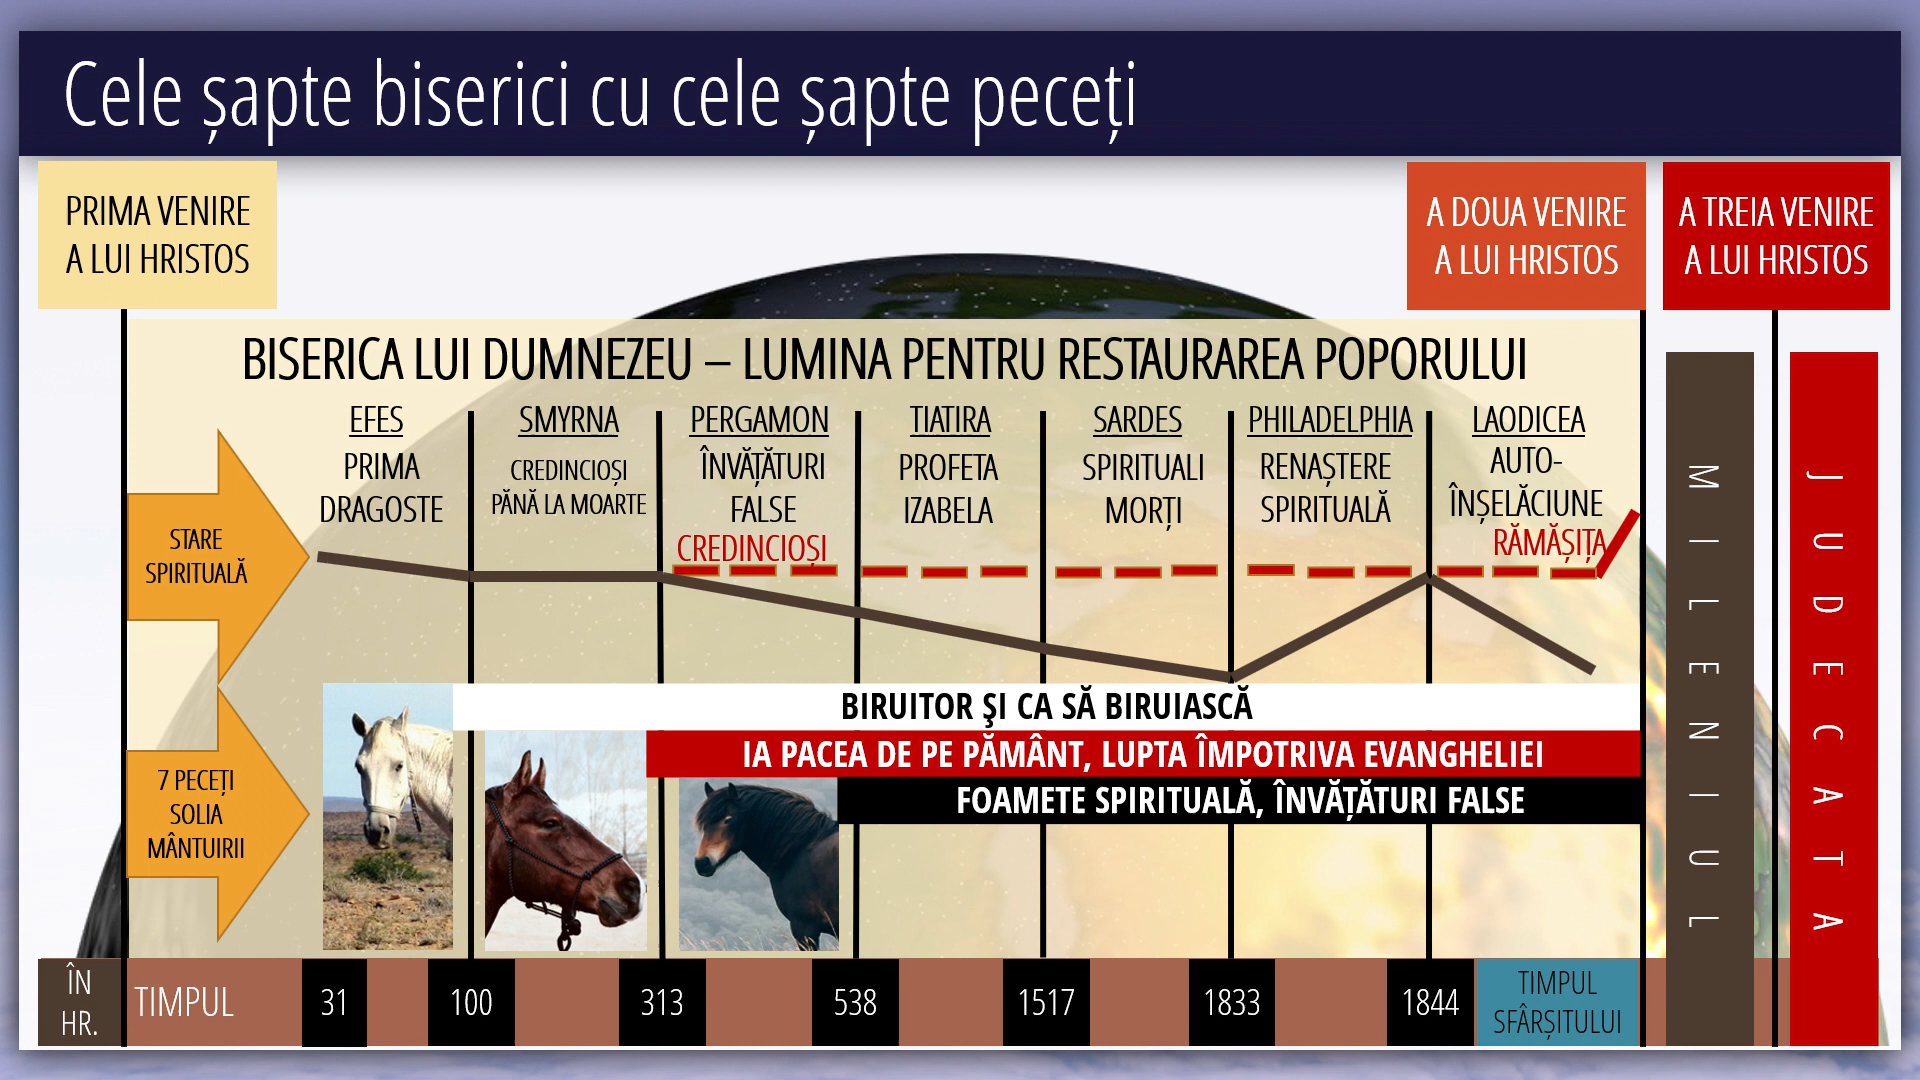 Cele șapte biserici cu cele șapte peceți
PRIMA VENIRE
A LUI HRISTOS
A DOUA VENIRE
A LUI HRISTOS
A TREIA VENIRE
A LUI HRISTOS
BISERICA LUI DUMNEZEU – LUMINA PENTRU RESTAURAREA POPORULUI
EFES
PRIMA
DRAGOSTE
SMYRNA
CREDINCIOȘI
PĂNĂ LA MOARTE
PERGAMON
ÎNVĂȚĂTURI
FALSE
CREDINCIOȘI
TIATIRA
PROFETA
IZABELA
SARDES
SPIRITUALI
MORȚI
PHILADELPHIA
RENAȘTERE
SPIRITUALĂ
LAODICEA
AUTO-
ÎNȘELĂCIUNE
RĂMĂȘIȚA
STARE
SPIRITUALĂ
7 PECEȚI
SOLIA
MÂNTUIRII
BIRUITOR ŞI CA SĂ BIRUIASCĂ
IA PACEA DE PE PĂMÂNT, LUPTA ÎMPOTRIVA EVANGHELIEI
FOAMETE SPIRITUALĂ, ÎNVĂȚĂTURI FALSE
MILENIUL
JUDECATA
ÎN
HR.
TIMPUL
31
100
313
538
1517
1833
1844
TIMPUL
SFÂRȘITULUI